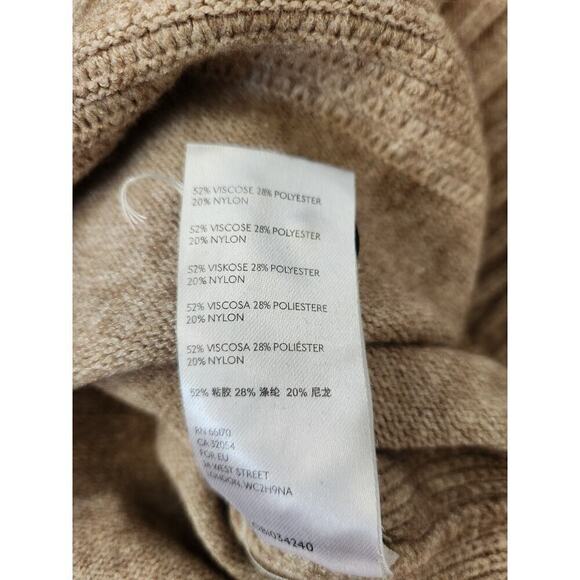 52% VISCOSE 28% POLYESTER
20% NYLON
52% VISCOSE 28% POLYESTER
20% NYLON
52% VISKOSE 28% POLYESTER
20% NYLON
52% VISCOSA 28% POLIESTERE
20% NYLON
52% VISCOSA 28% POLIÉSTER
20% NYLON
52% 粘胶 28% 涤纶 20% 尼龙
RN 66170
CA 32054
FOR EU
WEST STREET
LONDON, WC2H9NA